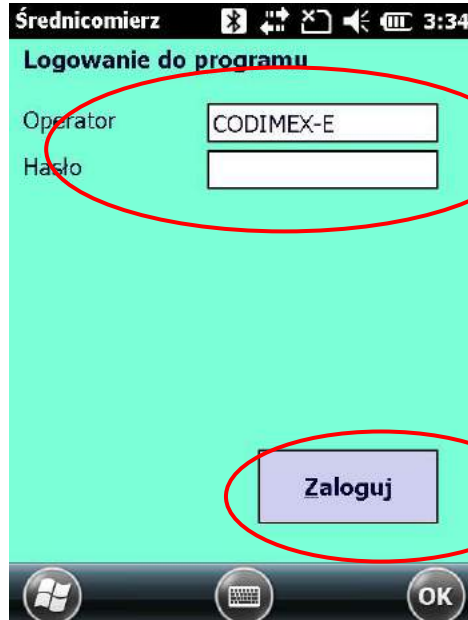 Średnicomierz 3:34
Logowanie do programu
Operator CODIMEX-E
Hasło
Zaloguj
OK